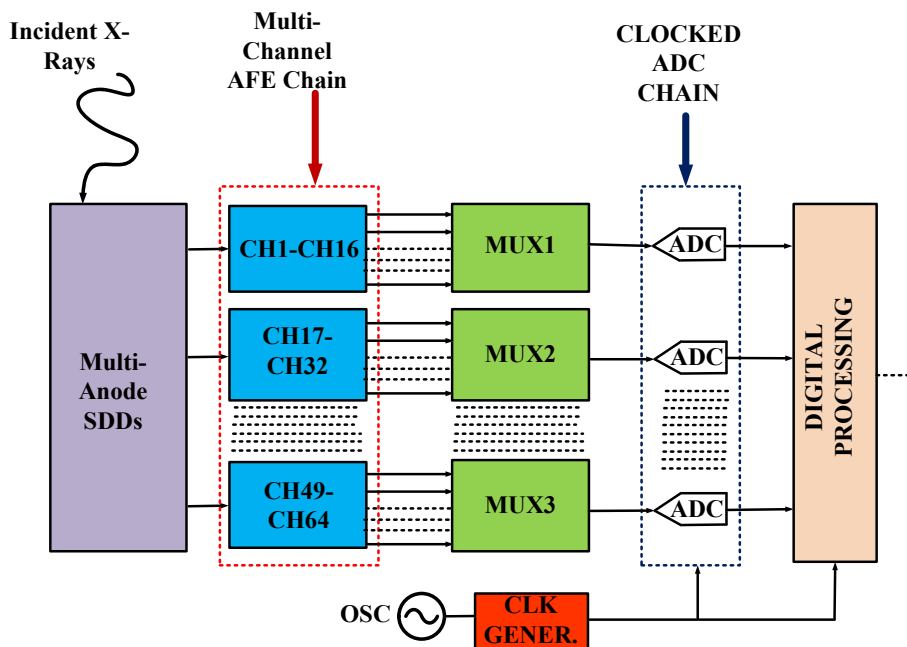 Incident X-
Rays
Multi-
Channel
AFE Chain
CLOCKED
ADC
CHAIN
Multi-
Anode
SDDs
CH1-CH16
MUX1
ADC
CH17-
CH32
MUX2
ADC
CH49-
CH64
MUX3
ADC
DIGITAL
PROCESSING
OSC
CLK
GENER.